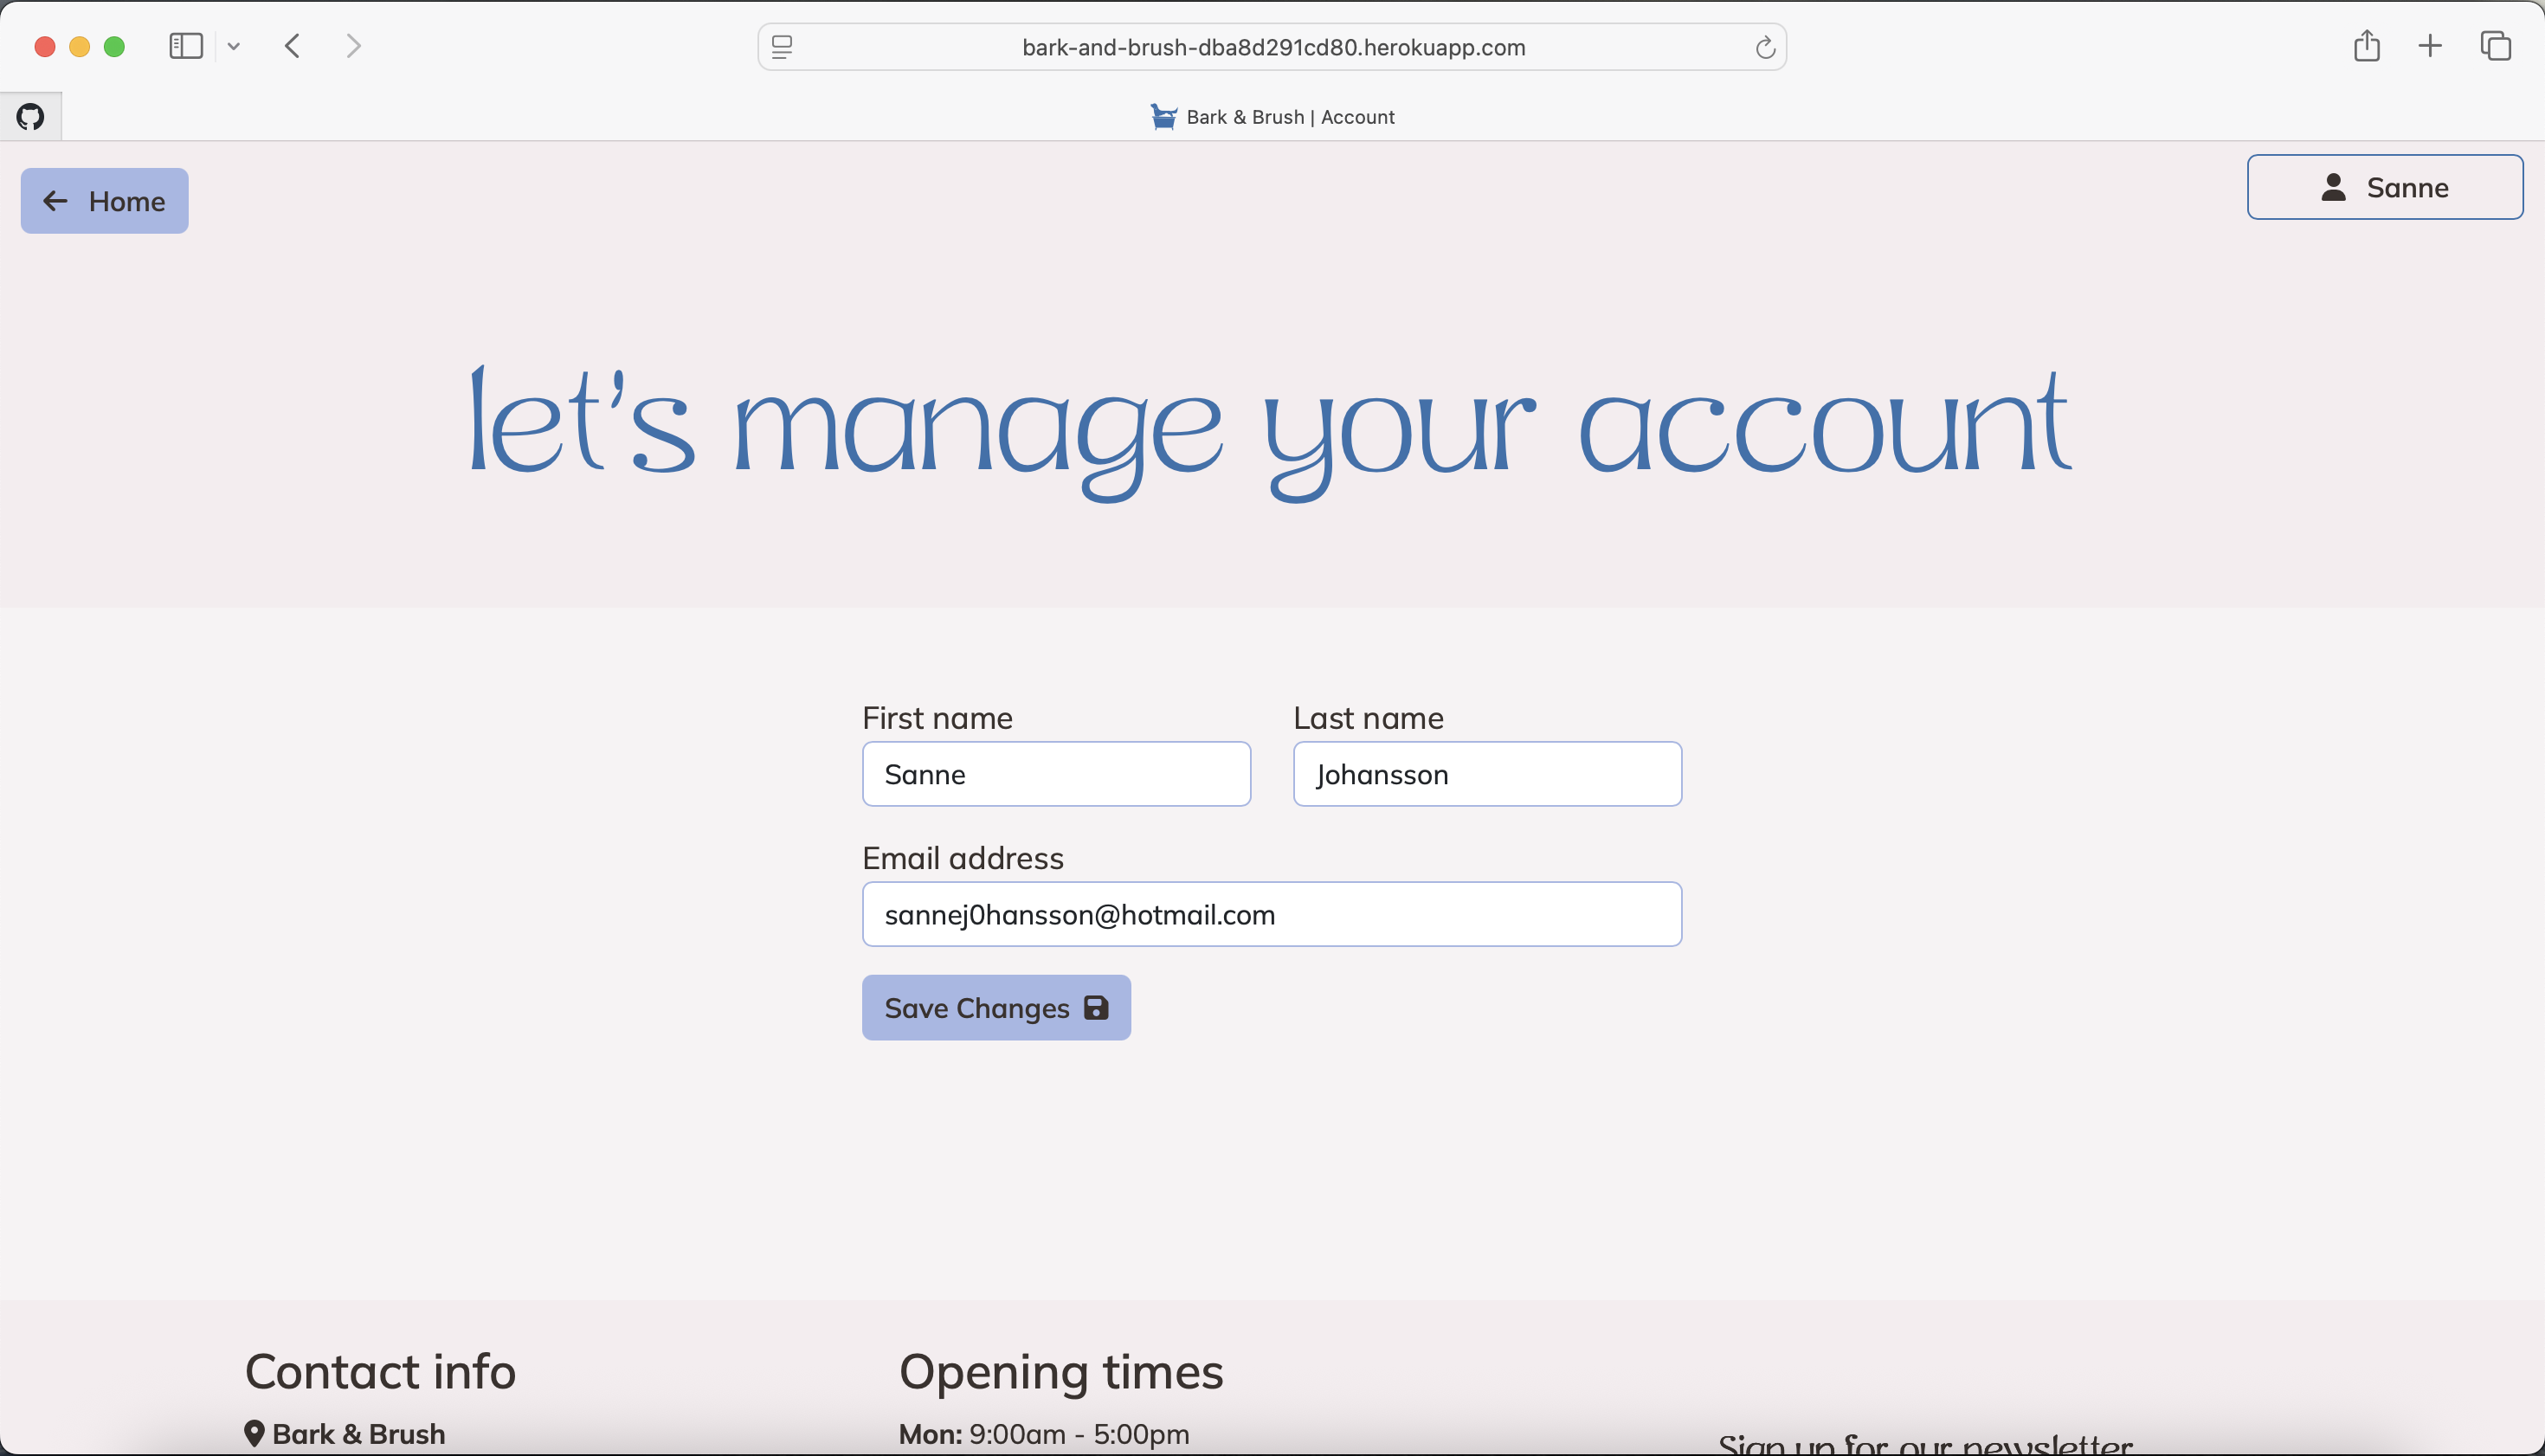 bark-and-brush-dba8d291cd80.herokuapp.com
Bark & Brush | Account
Home
Sanne
let's manage your account
First name
Last name
Sanne
Johansson
Email address
sannej0hansson@hotmail.com
Save Changes
Contact info
Opening times
Bark & Brush
Mon: 9:00am - 5:00pm
Sign up for our newsletter